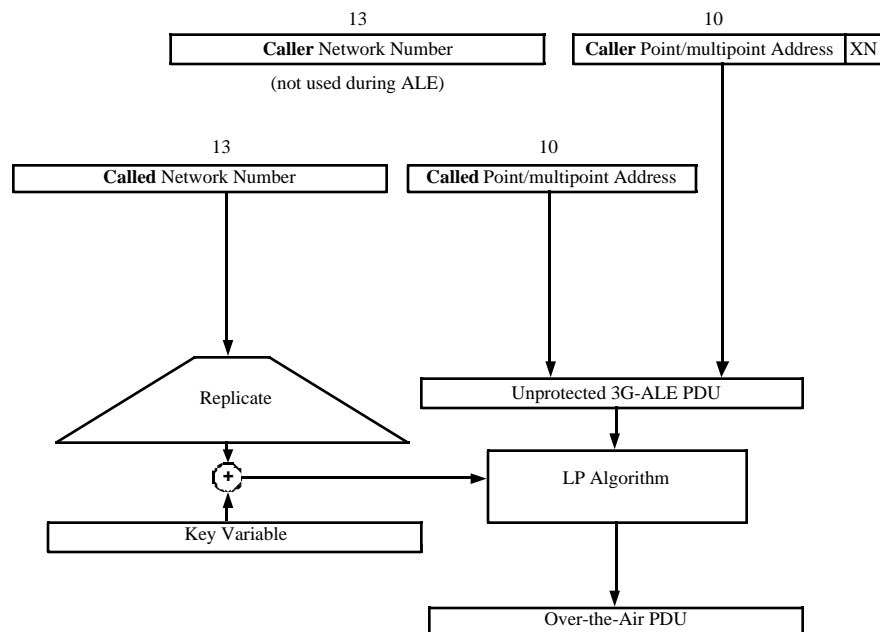 13
10
Caller Network Number
Caller Point/multipoint Address
XN
(not used during ALE)
13
10
Called Network Number
Called Point/multipoint Address
Replicate
Unprotected 3G-ALE PDU
+
LP Algorithm
Key Variable
Over-the-Air PDU